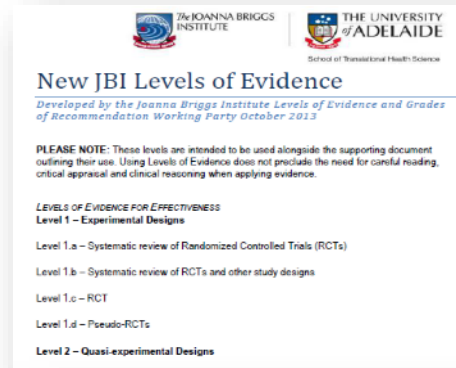 The JOANNA BRIGGS
INSTITUTE
THE UNIVERSITY
of ADELAIDE
School of Translational Health Science
New JBI Levels of Evidence
Developed by the Joanna Briggs Institute Levels of Evidence and Grades
of Recommendation Working Party October 2013
PLEASE NOTE: These levels are intended to be used alongside the supporting document
outlining their use. Using Levels of Evidence does not preclude the need for careful reading,
critical appraisal and clinical reasoning when applying evidence.
LEVELS OF EVIDENCE FOR EFFECTIVENESS
Level 1 – Experimental Designs
Level 1.a – Systematic review of Randomized Controlled Trials (RCTs)
Level 1.b – Systematic review of RCTs and other study designs
Level 1.c – RCT
Level 1.d – Pseudo-RCTs
Level 2 – Quasi-experimental Designs